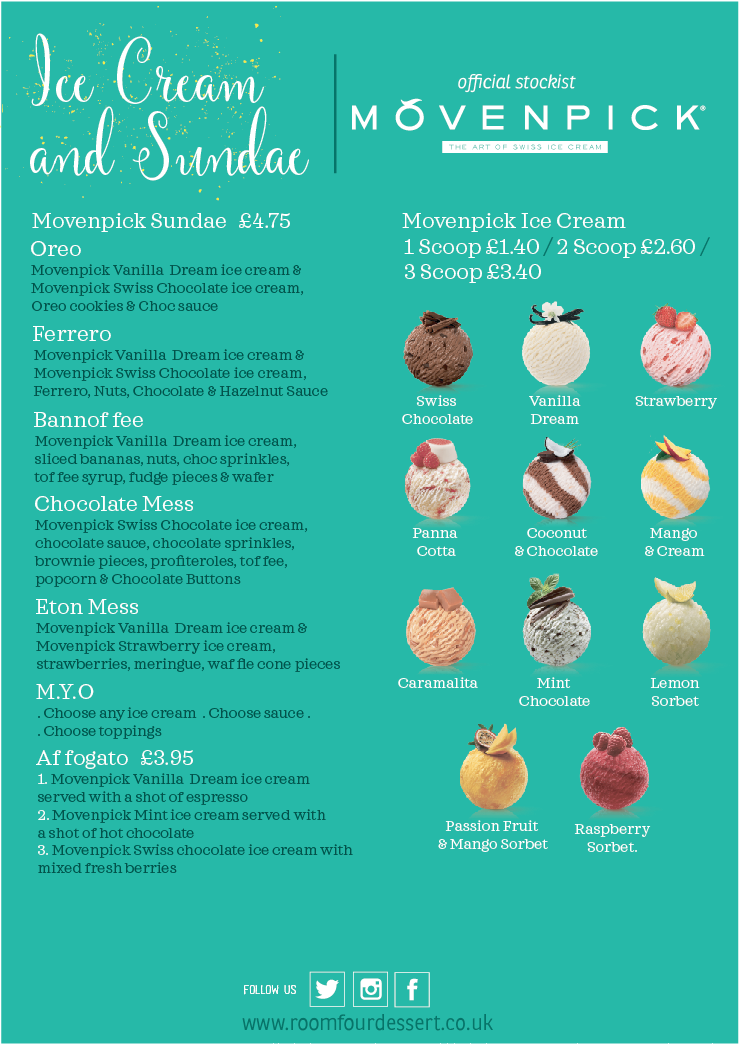 Ice Cream
and Sundae
official stockist
MÖVENPICK®
THE ART OF SWISS ICE CREAM
Movenpick Sundae £4.75
Oreo
Movenpick Vanilla Dream ice cream &
Movenpick Swiss Chocolate ice cream,
Oreo cookies & Choc sauce
Ferrero
Movenpick Vanilla Dream ice cream &
Movenpick Swiss Chocolate ice cream,
Ferrero, Nuts, Chocolate & Hazelnut Sauce
Bannof fee
Movenpick Vanilla Dream ice cream,
sliced bananas, nuts, choc sprinkles,
tof fee syrup, fudge pieces & wafer
Chocolate Mess
Movenpick Swiss Chocolate ice cream,
chocolate sauce, chocolate sprinkles,
brownie pieces, profiteroles, tof fee,
popcorn & Chocolate Buttons
Eton Mess
Movenpick Vanilla Dream ice cream &
Movenpick Strawberry ice cream,
strawberries, meringue, waf fle cone pieces
M.Y.O
. Choose any ice cream . Choose sauce .
. Choose toppings
Af fogato £3.95
1. Movenpick Vanilla Dream ice cream
served with a shot of espresso
2. Movenpick Mint ice cream served with
a shot of hot chocolate
3. Movenpick Swiss chocolate ice cream with
mixed fresh berries
Movenpick Ice Cream
1 Scoop £1.40 / 2 Scoop £2.60 /
3 Scoop £3.40
Swiss
Chocolate
Vanilla
Dream
Strawberry
Panna
Cotta
Coconut
& Chocolate
Mango
& Cream
Caramalita
Mint
Chocolate
Lemon
Sorbet
Passion Fruit
& Mango Sorbet
Raspberry
Sorbet.
FOLLOW US
www.roomfourdessert.co.uk